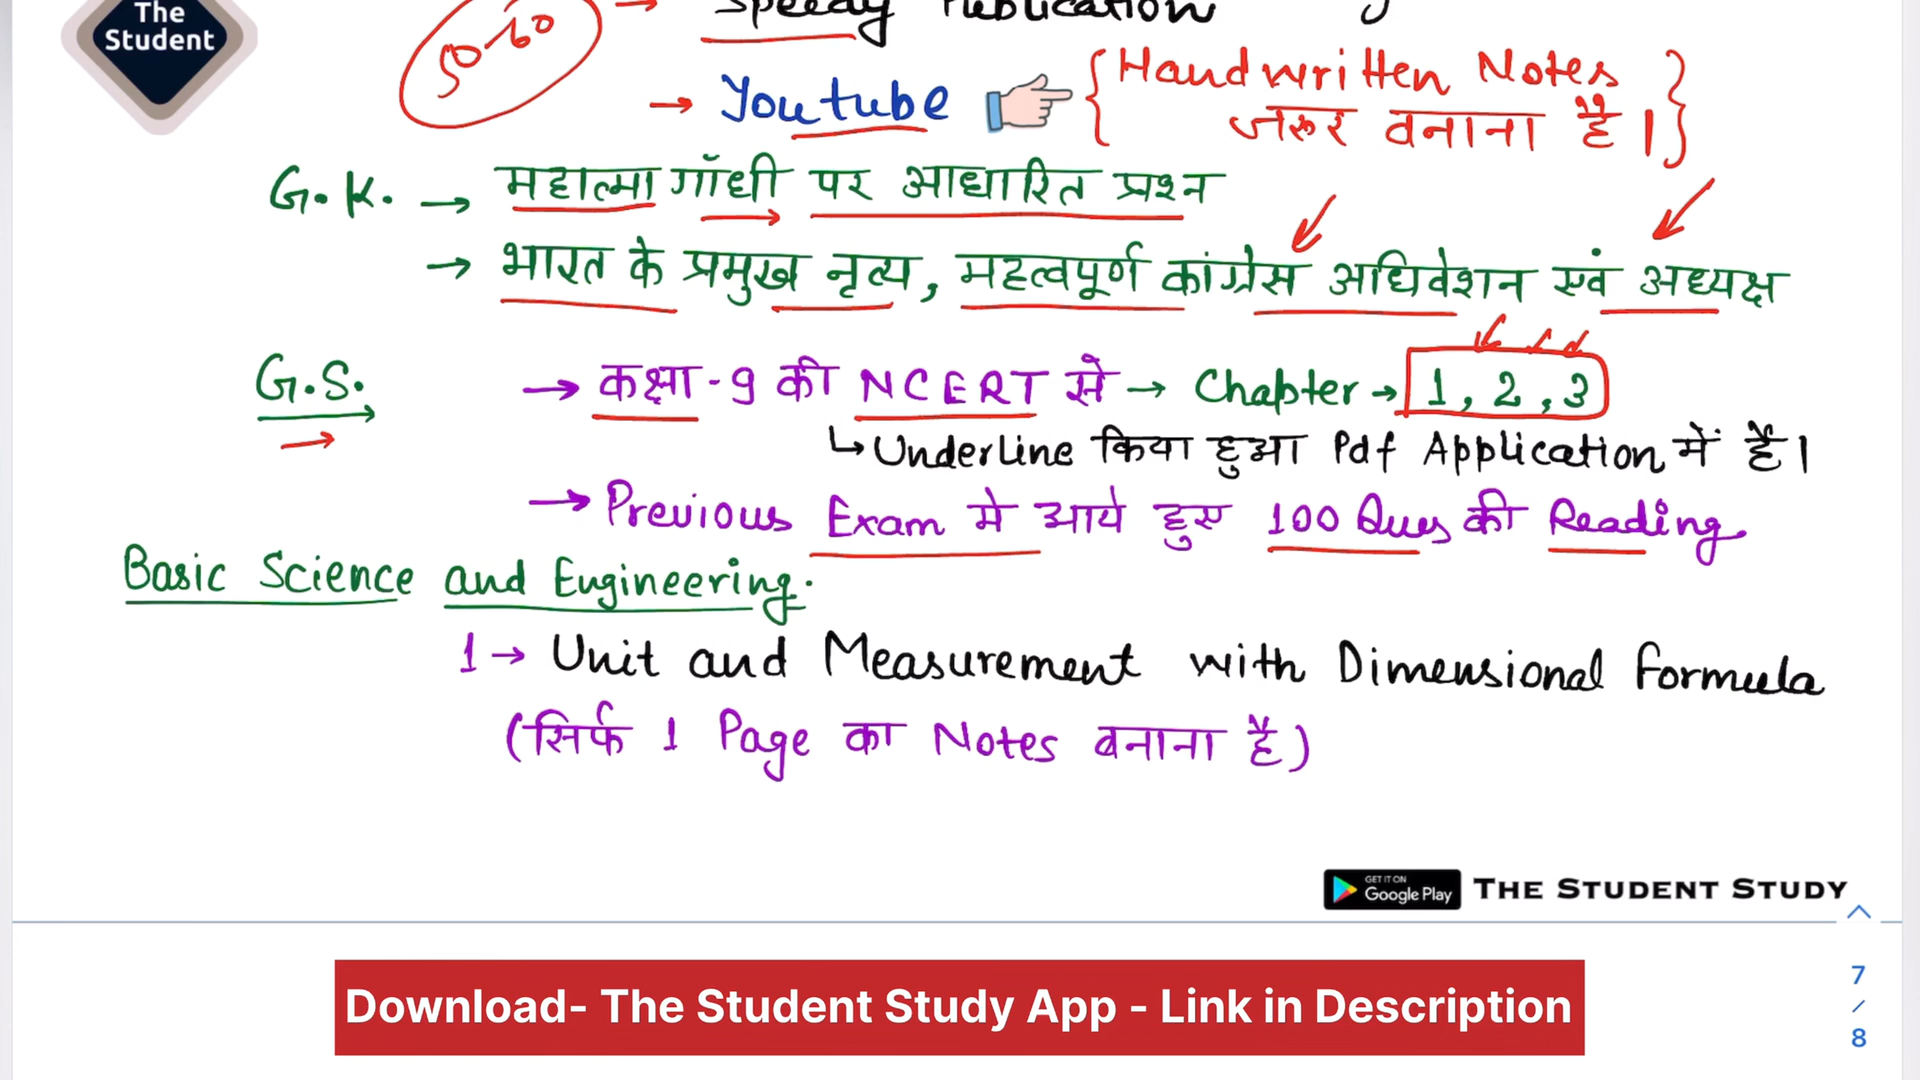 The
Student
50-60 → Speedy Publication
→ Youtube { Handwritten Notes
जरूर बनाना है। }
G.K. → महात्मा गाँधी पर आधारित प्रश्न
→ भारत के प्रमुख नृत्य, महत्वपूर्ण कांग्रेस अधिवेशन एवं अध्यक्ष
G.S. → कक्षा-9 की NCERT से → Chapter → 1, 2, 3
↳ Underline किया हुआ Pdf Application में है।
→ Previous Exam मे आये हुए 100 Ques की Reading
Basic Science and Engineering.
1 → Unit and Measurement with Dimensional formula
(सिर्फ 1 Page का Notes बनाना है)
GET IT ON
Google Play THE STUDENT STUDY
Download- The Student Study App - Link in Description
7
/
8